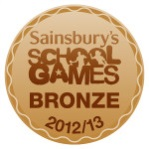 Sainsbury's
SCHOOL
GAMES
BRONZE
2012/13